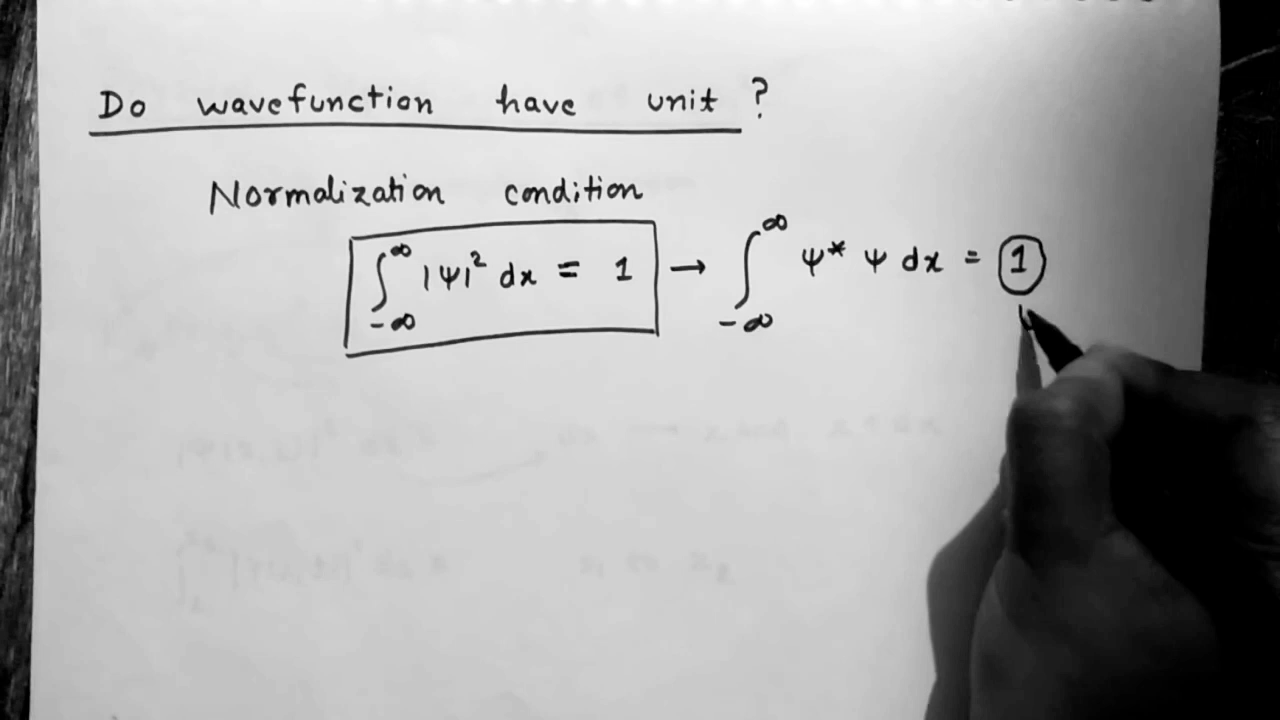 Do wavefunction have unit ?
Normalization condition
∫_{-∞}^{∞} |ψ|² dx = 1 → ∫_{-∞}^{∞} ψ* ψ dx = 1